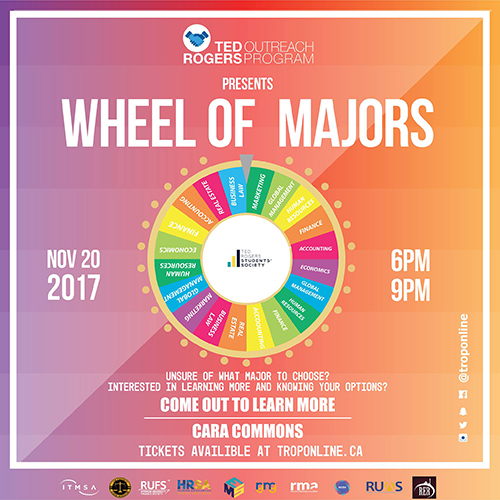 TED OUTREACH
ROGERS PROGRAM
PRESENTS
WHEEL OF MAJORS
BUSINESS LAW
MARKETING
GLOBAL MANAGEMENT
HUMAN RESOURCES
FINANCE
ACCOUNTING
ECONOMICS
GLOBAL MANAGEMENT
HUMAN RESOURCES
FINANCE
ACCOUNTING
REAL ESTATE
BUSINESS LAW
MARKETING
GLOBAL MANAGEMENT
HUMAN RESOURCES
ECONOMICS
FINANCE
ACCOUNTING
REAL ESTATE
TED
ROGERS
STUDENTS'
SOCIETY
NOV 20
2017
6PM
9PM
@troponline
UNSURE OF WHAT MAJOR TO CHOOSE?
INTERESTED IN LEARNING MORE AND KNOWING YOUR OPTIONS?
COME OUT TO LEARN MORE
CARA COMMONS
TICKETS AVAILIBLE AT TROPONLINE.CA
ITMSA RUFS HRSA rma